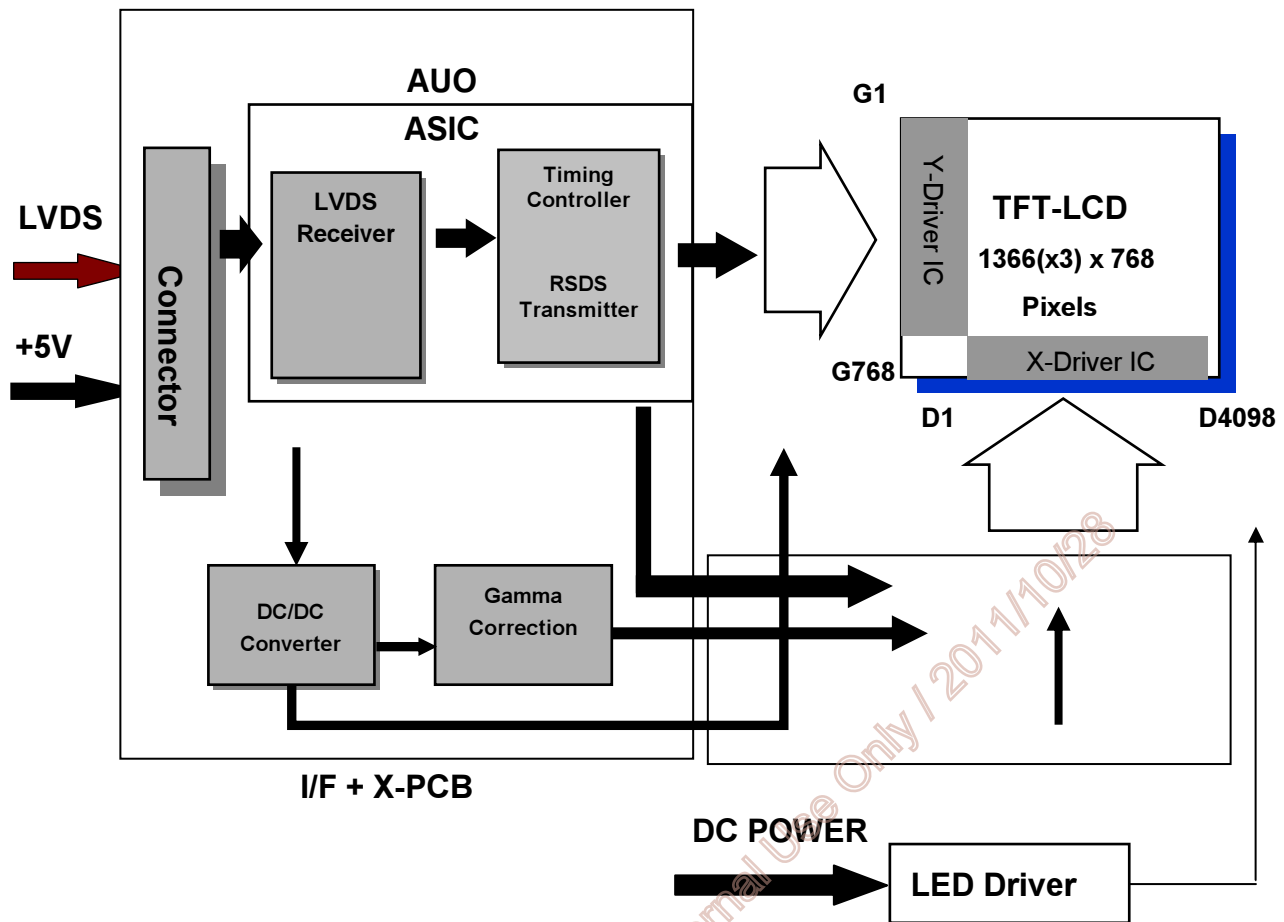 AUO
ASIC
G1
LVDS
+5V
Connector
LVDS
Receiver
Timing
Controller
RSDS
Transmitter
Y-Driver IC
TFT-LCD
1366(x3) x 768
Pixels
X-Driver IC
G768
D1
D4098
DC/DC
Converter
Gamma
Correction
I/F + X-PCB
DC POWER
LED Driver
Use Only / 2011/10/28